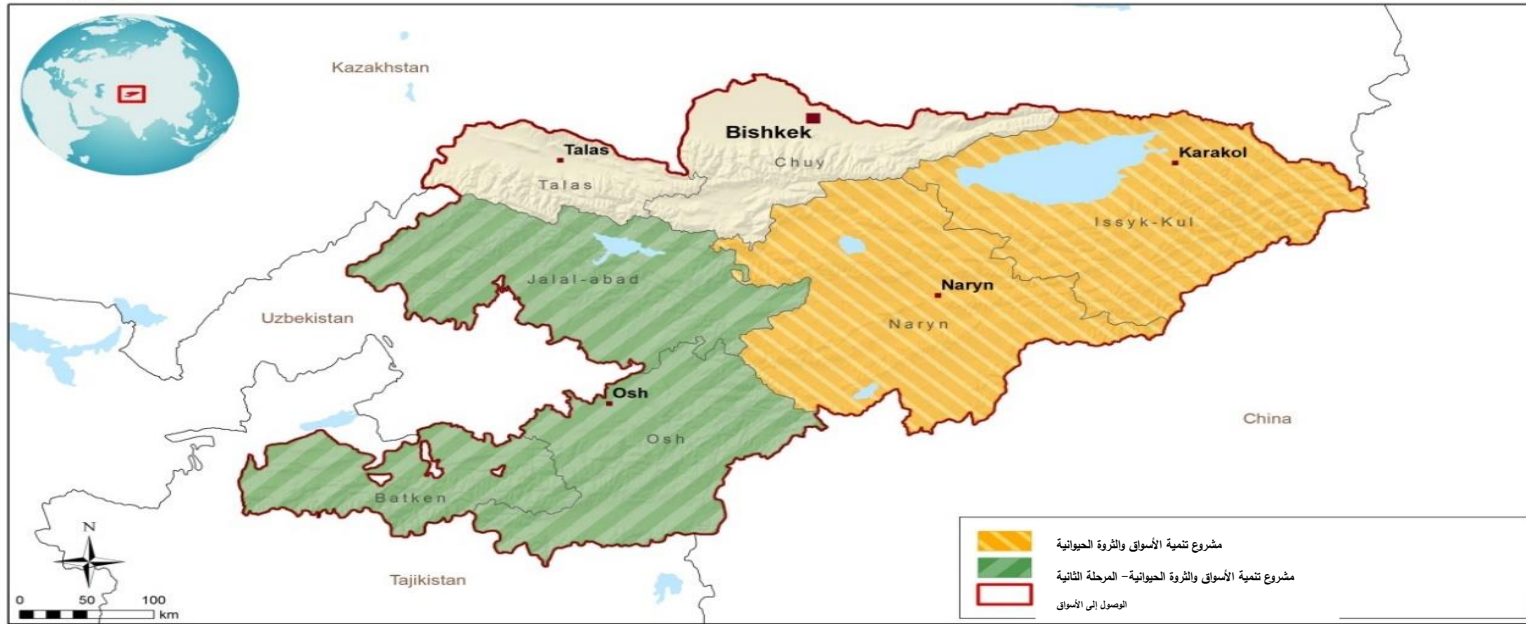 Kazakhstan
Bishkek
Chuy
Talas
Talas
Karakol
Issyk-Kul
Jalal-abad
Naryn
Naryn
Uzbekistan
Osh
Osh
China
Batken
Tajikistan
N
0 50 100
km
مشروع تنمية الأسواق والثروة الحيوانية
مشروع تنمية الأسواق والثروة الحيوانية– المرحلة الثانية
الوصول إلى الأسواق